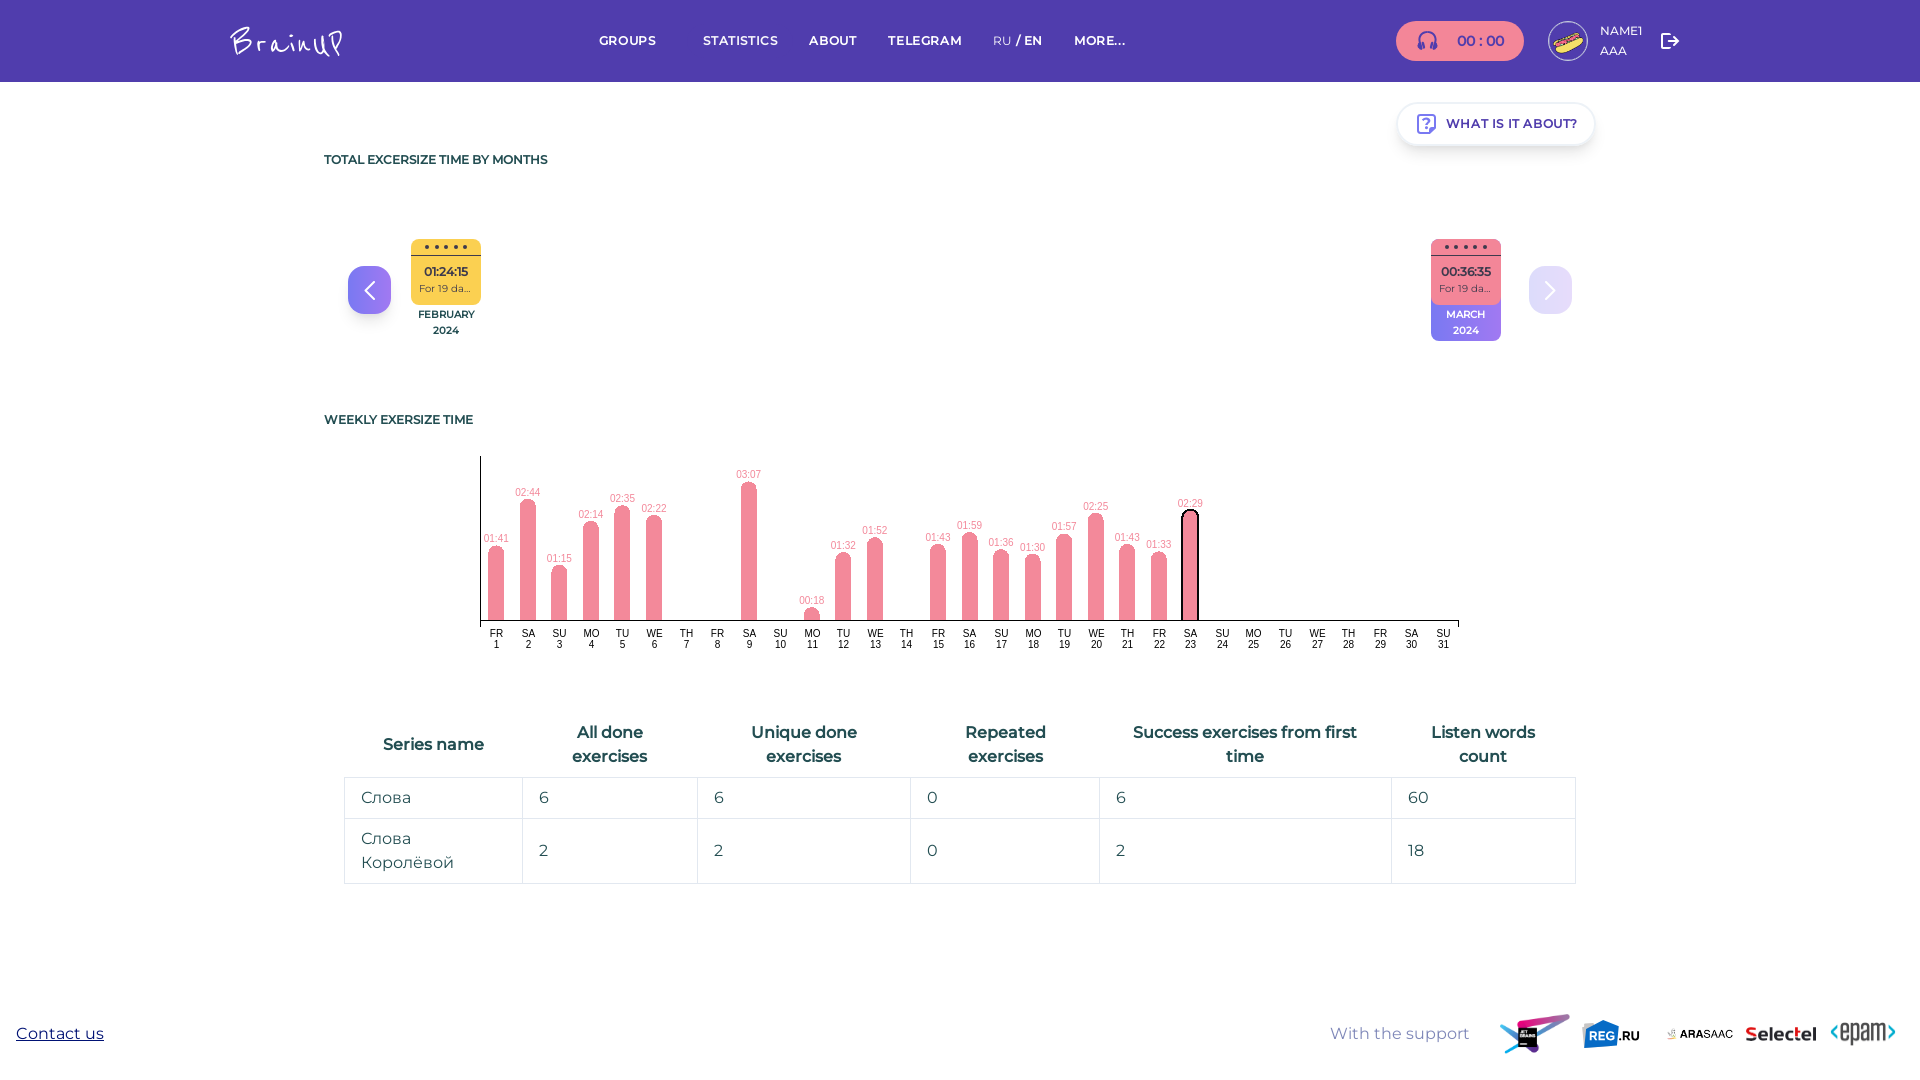 BrainUP
GROUPS
STATISTICS
ABOUT
TELEGRAM
RU / EN
MORE...
00 : 00
NAME1
AAA
WHAT IS IT ABOUT?
TOTAL EXCERSIZE TIME BY MONTHS
01:24:15
For 19 da...
FEBRUARY
2024
00:36:35
For 19 da...
MARCH
2024
WEEKLY EXERSIZE TIME
01:41
02:44
01:15
02:14
02:35
02:22
03:07
00:18
01:32
01:52
01:43
01:59
01:36
01:30
01:57
02:25
01:43
01:33
02:29
FR SA SU MO TU WE TH FR SA SU MO TU WE TH FR SA SU MO TU WE TH FR SA SU MO TU WE TH FR SA SU
1 2 3 4 5 6 7 8 9 10 11 12 13 14 15 16 17 18 19 20 21 22 23 24 25 26 27 28 29 30 31
Series name
All done
exercises
Unique done
exercises
Repeated
exercises
Success exercises from first
time
Listen words
count
Слова 6 6 0 6 60
Слова
Королёвой
2 2 0 2 18
Contact us
With the support
JET
BRAINS
REG.RU
ARASAAC
Selectel
<epam>